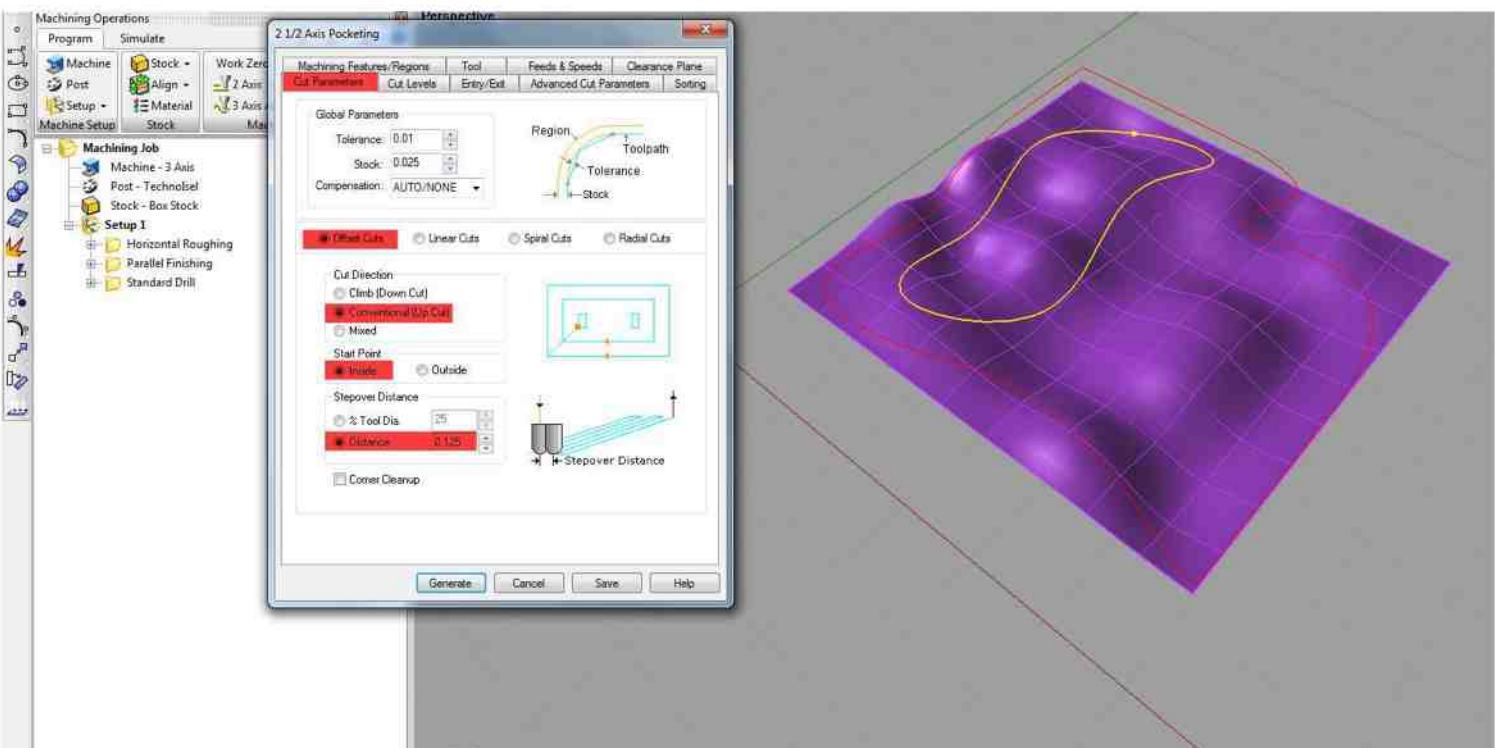 Machining Operations
Perspective
Program Simulate
Machine Stock Work Zero
Post Align 2 Axis
Setup Material 3 Axis
Machine Setup Stock
Machining Job
Machine - 3 Axis
Post - Technolsel
Stock - Box Stock
Setup 1
Horizontal Roughing
Parallel Finishing
Standard Drill
2 1/2 Axis Pocketing
Machining Features/Regions Tool Feeds & Speeds Clearance Plane
Cut Parameters Cut Levels Entry/Exit Advanced Cut Parameters Sorting
Global Parameters
Tolerance: 0.01
Stock: 0.025
Compensation: AUTO/NONE
Region
Toolpath
Tolerance
Stock
Offset Cuts Linear Cuts Spiral Cuts Radial Cuts
Cut Direction
Climb (Down Cut)
Conventional (Up Cut)
Mixed
Start Point
Inside Outside
Stepover Distance
% Tool Dia. 25
Distance 0.125
Stepover Distance
Corner Cleanup
Generate Cancel Save Help